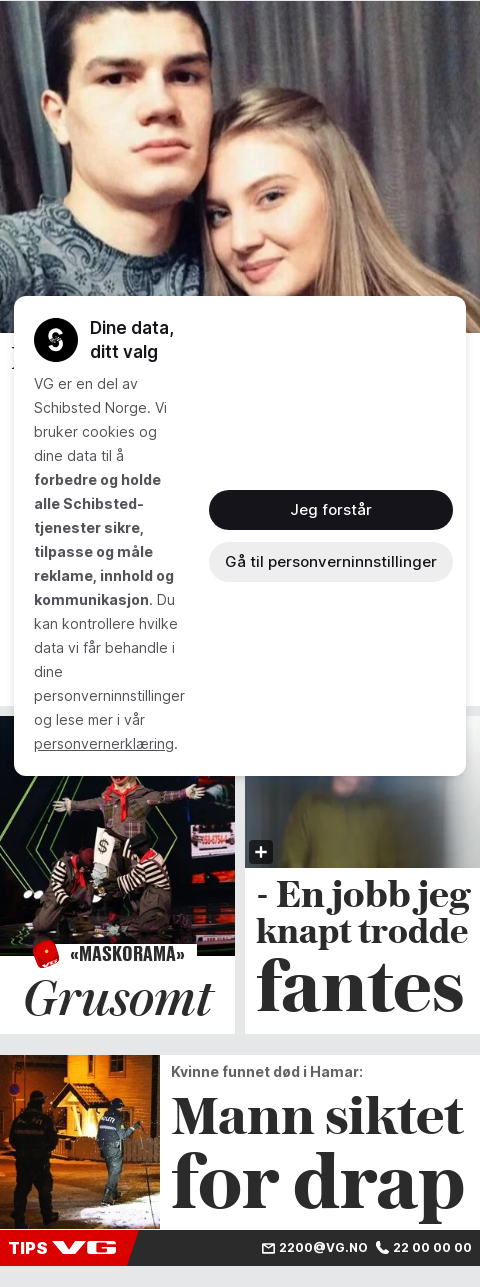 Dine data,
ditt valg
VG er en del av
Schibsted Norge. Vi
bruker cookies og
dine data til å
forbedre og holde
alle Schibsted-
tjenester sikre,
tilpasse og måle
reklame, innhold og
kommunikasjon. Du
kan kontrollere hvilke
data vi får behandle i
dine
personverninnstillinger
og lese mer i vår
personvernerklæring.
Jeg forstår
Gå til personverninnstillinger
$
«MASKORAMA»
Grusomt
- En jobb jeg
knapt trodde
fantes
Kvinne funnet død i Hamar:
Mann siktet
for drap
TIPS VG
2200@VG.NO 22 00 00 00